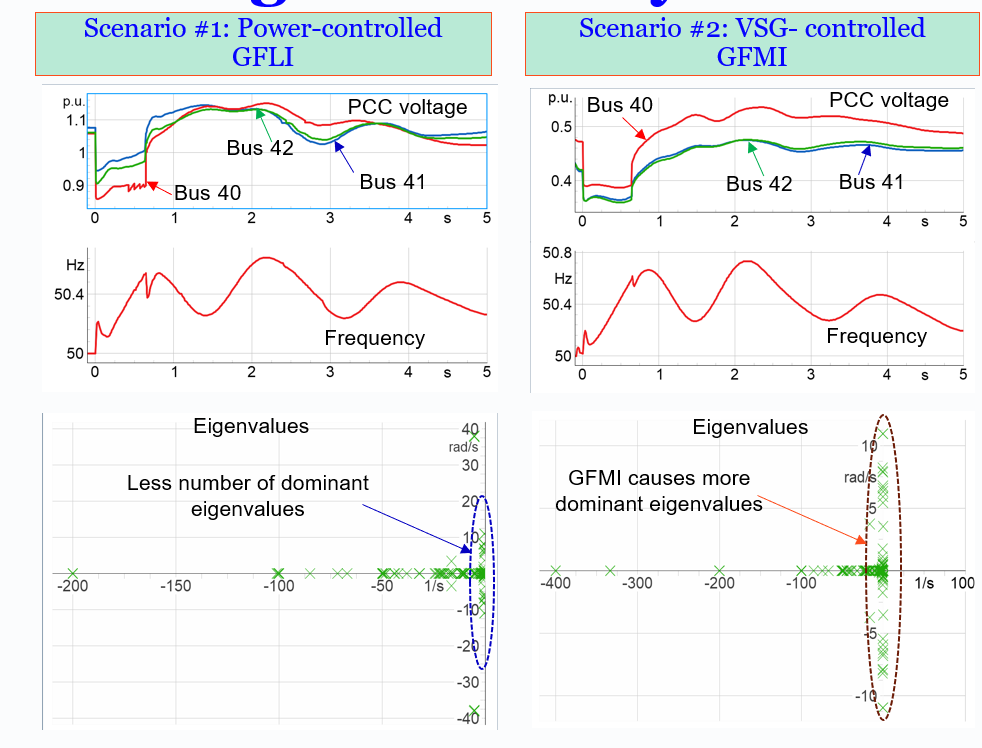 Scenario #1: Power-controlled
GFLI
p.u.
PCC voltage
1.1
1
0.9
Bus 42
Bus 41
Bus 40
0 1 2 3 4 s 5
Hz
50.4
50
Frequency
0 1 2 3 4 s 5
Eigenvalues
Less number of dominant
eigenvalues
40
rad/s
30
20
10
-200 -150 -100 -50 1/s
-10
-20
-30
-40
Scenario #2: VSG- controlled
GFMI
p.u.
Bus 40
PCC voltage
0.5
0.4
Bus 42
Bus 41
0 1 2 3 4 s 5
50.8
Hz
50.4
50
Frequency
0 1 2 3 4 s 5
Eigenvalues
GFMI causes more
dominant eigenvalues
10
rad/s
5
-400 -300 -200 -100 1/s 100
-5
-10